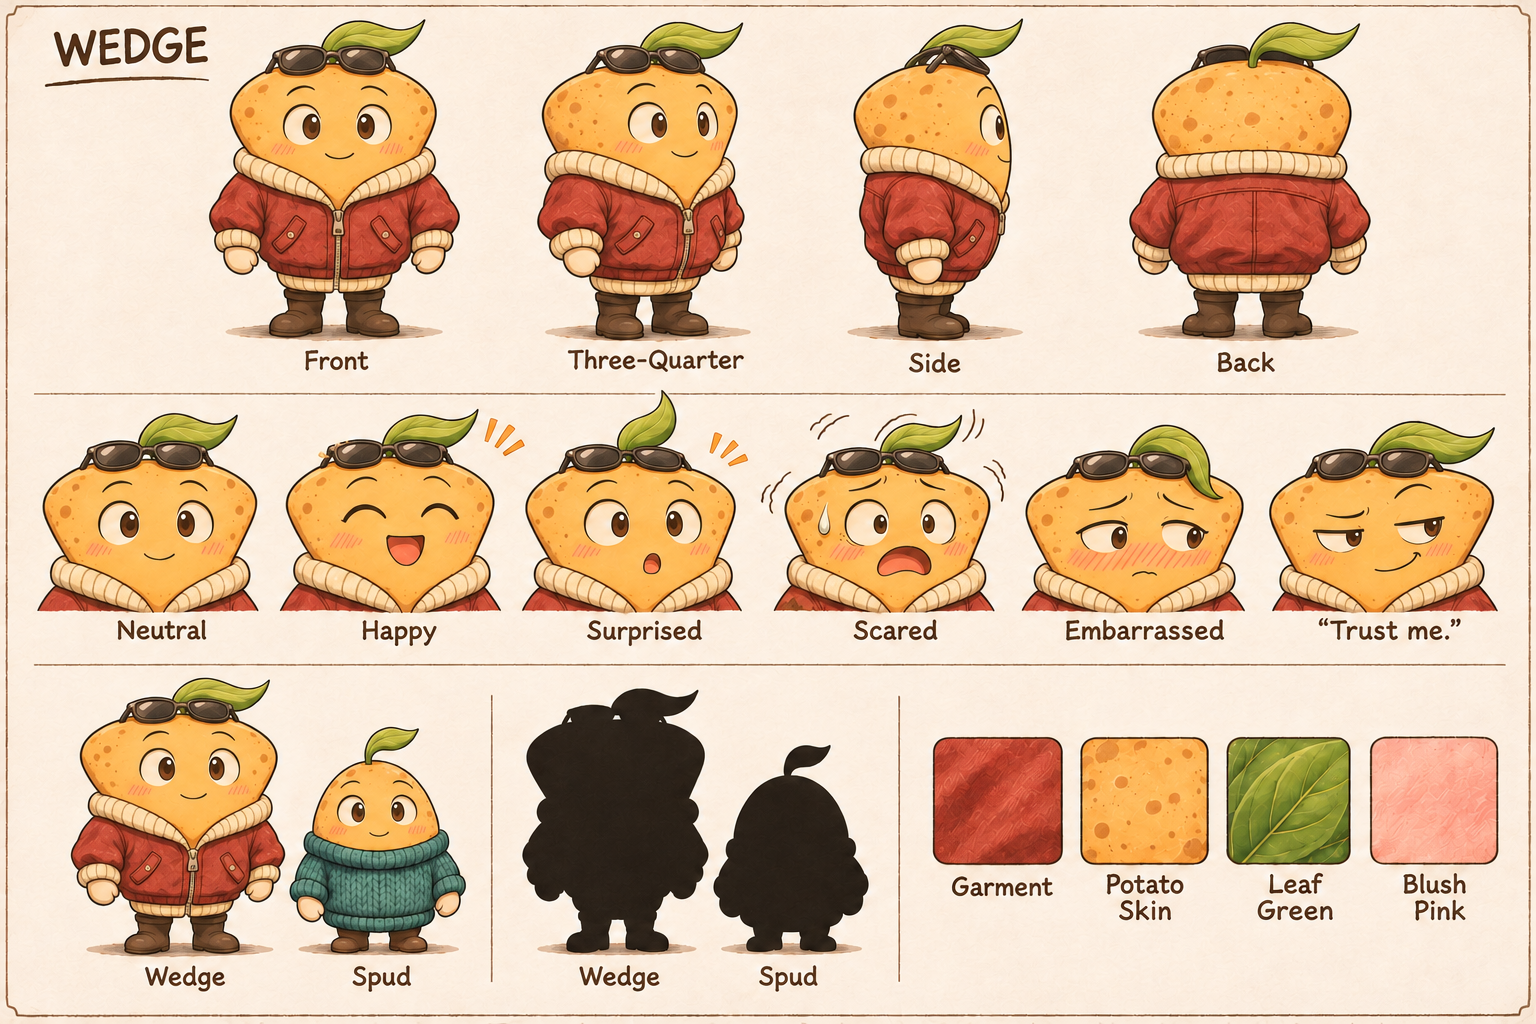 WEDGE
Front
Three-Quarter
Side
Back
Neutral
Happy
Surprised
Scared
Embarrassed
“Trust me.”
Wedge
Spud
Wedge
Spud
Garment
Potato
Skin
Leaf
Green
Blush
Pink